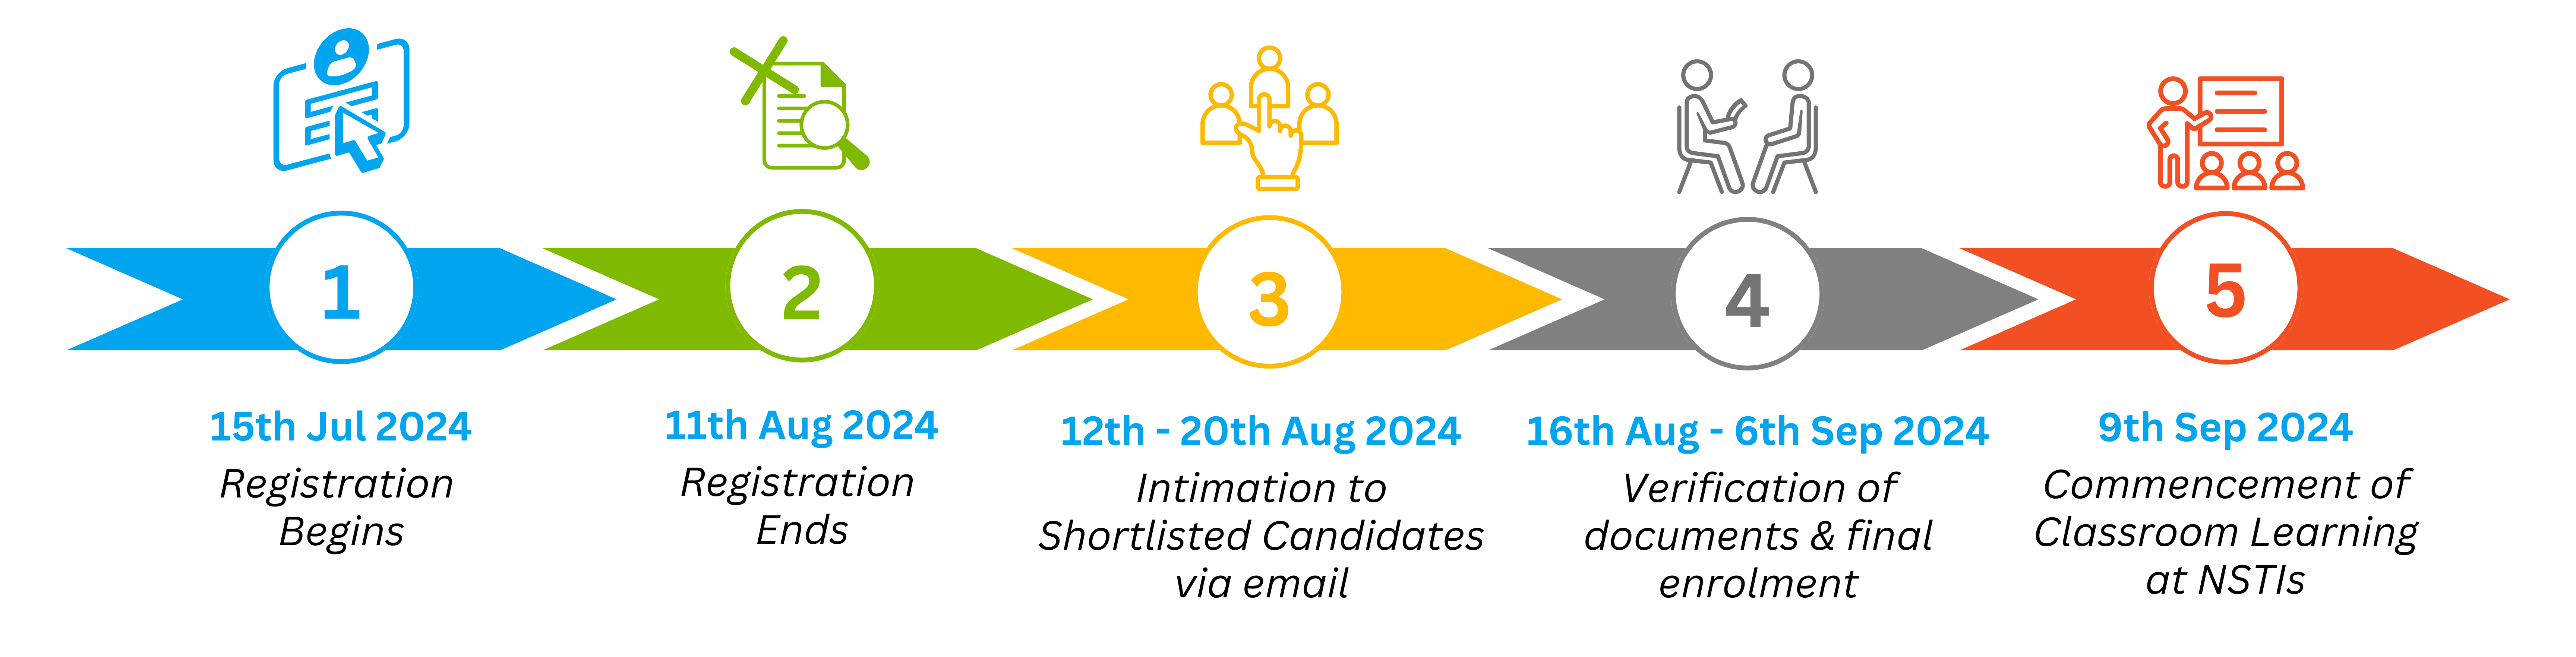 1
2
3
4
5
15th Jul 2024
Registration
Begins
11th Aug 2024
Registration
Ends
12th - 20th Aug 2024
Intimation to
Shortlisted Candidates
via email
16th Aug - 6th Sep 2024
Verification of
documents & final
enrolment
9th Sep 2024
Commencement of
Classroom Learning
at NSTIs